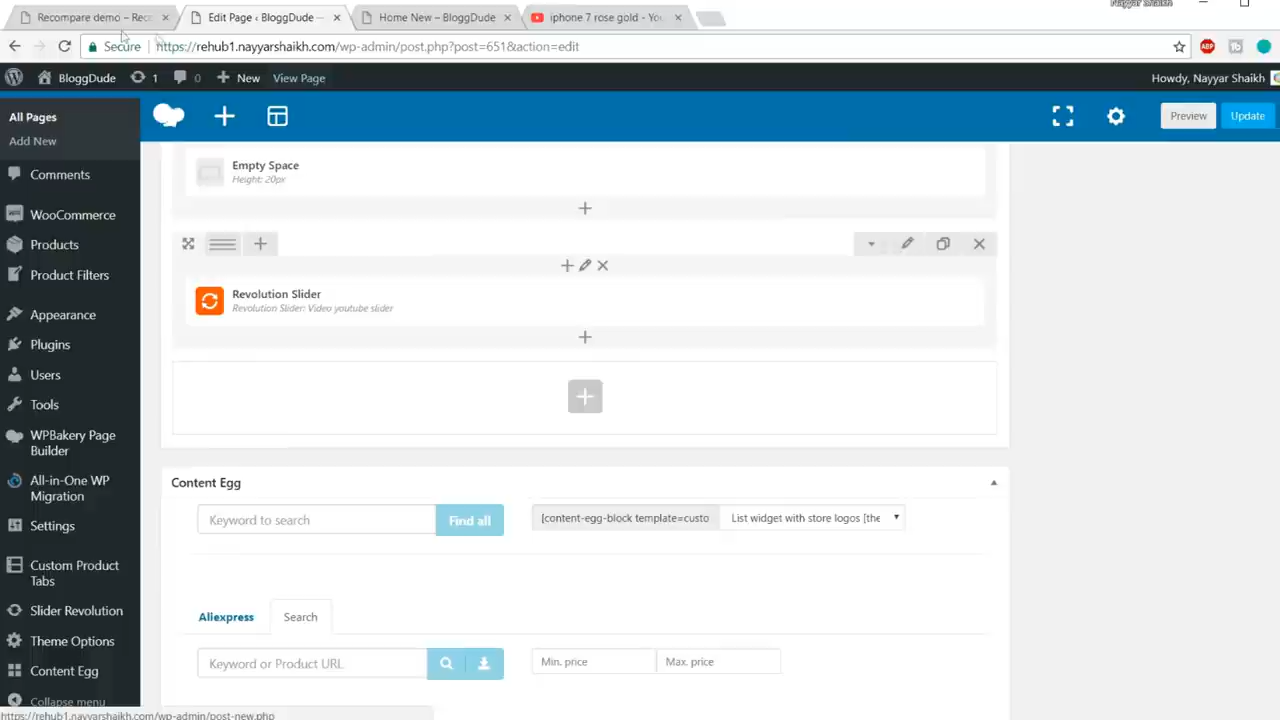 Nayyar Shaikh
Recompare demo – Rec
Edit Page ‹ BloggDude —
Home New – BloggDude
iphone 7 rose gold - Yo
Secure
https://rehub1.nayyarshaikh.com/wp-admin/post.php?post=651&action=edit
ABP
BloggDude
1
0
New
View Page
Howdy, Nayyar Shaikh
All Pages
Add New
Comments
WooCommerce
Products
Product Filters
Appearance
Plugins
Users
Tools
WPBakery Page
Builder
All-in-One WP
Migration
Settings
Custom Product
Tabs
Slider Revolution
Theme Options
Content Egg
Collapse menu
Preview
Update
Empty Space
Height: 20px
Revolution Slider
Revolution Slider: Video youtube slider
Content Egg
Keyword to search
Find all
[content-egg-block template=custo
List widget with store logos [the
Aliexpress
Search
Keyword or Product URL
Min. price
Max. price
https://rehub1.nayyarshaikh.com/wp-admin/post-new.php